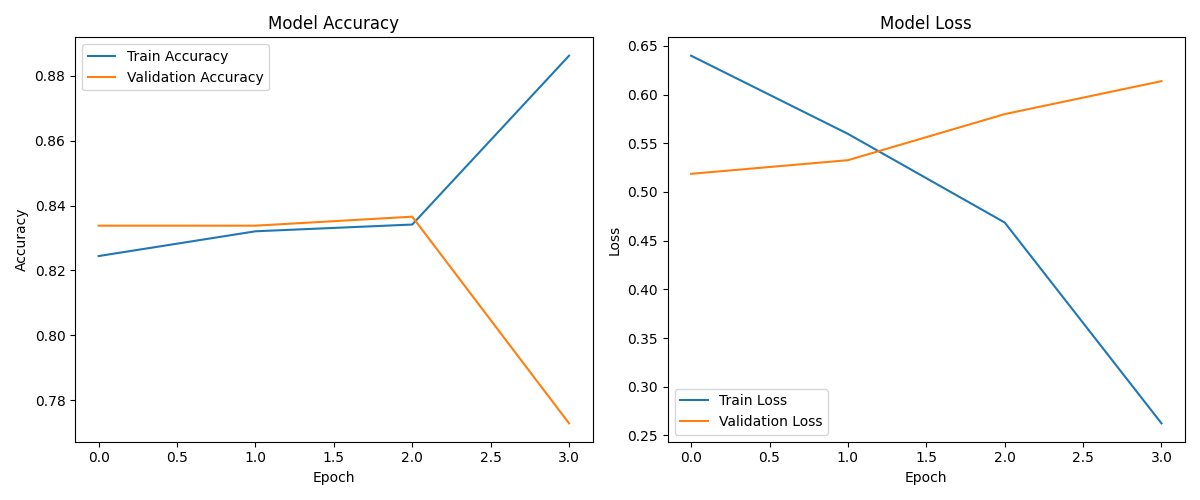 Model Accuracy
Train Accuracy
Validation Accuracy
0.88
0.86
0.84
0.82
0.80
0.78
Accuracy
0.0 0.5 1.0 1.5 2.0 2.5 3.0
Epoch
Model Loss
0.65
0.60
0.55
0.50
0.45
0.40
0.35
0.30
0.25
Loss
Train Loss
Validation Loss
0.0 0.5 1.0 1.5 2.0 2.5 3.0
Epoch